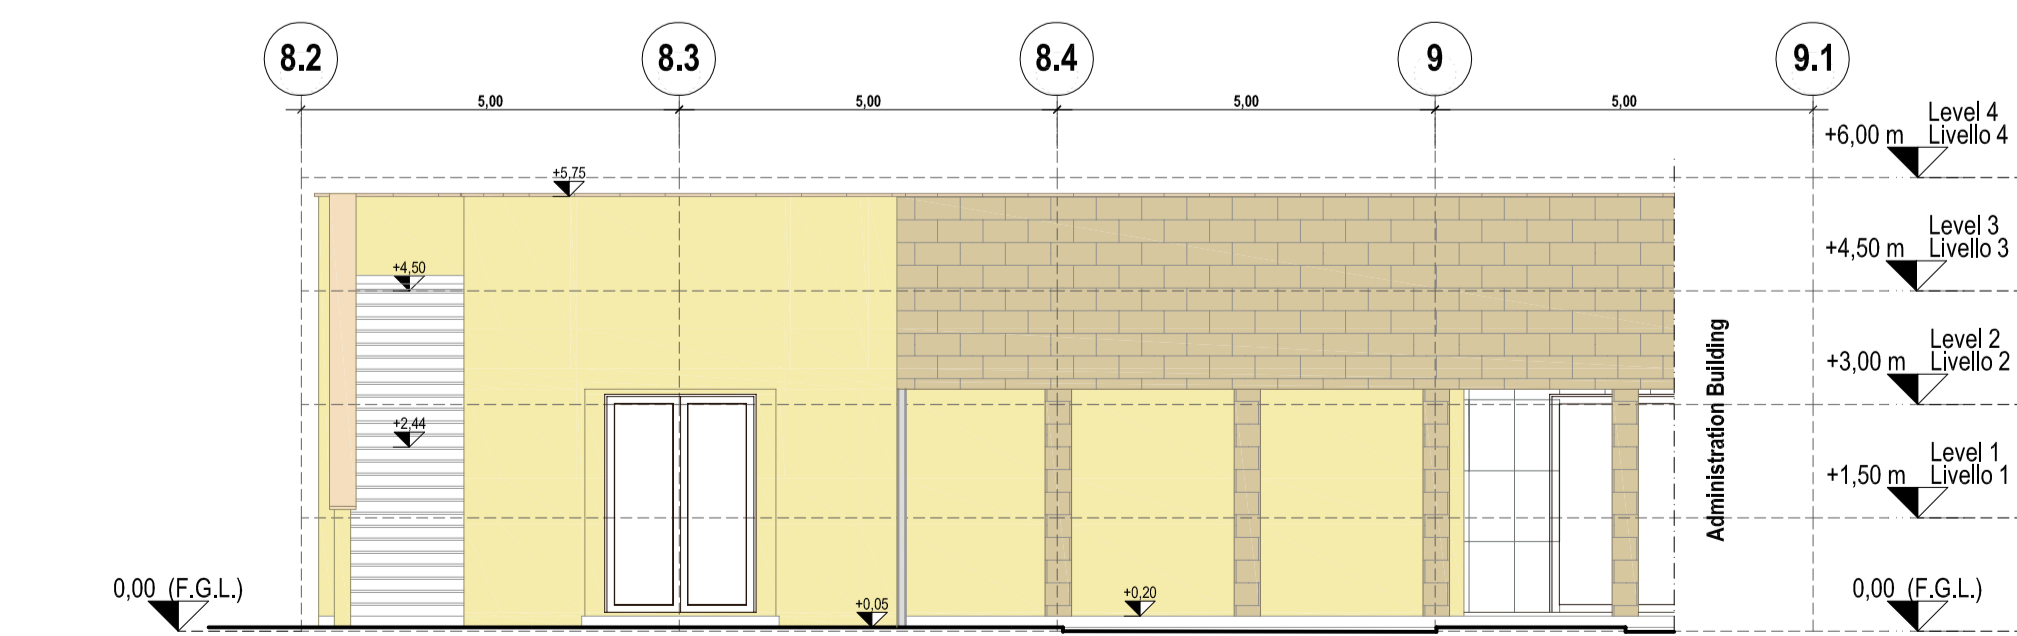 8.2
8.3
8.4
9
9.1
5,00
5,00
5,00
5,00
Level 4
+6,00 m Livello 4
+5,75
Level 3
+4,50 m Livello 3
+4,50
Level 2
+3,00 m Livello 2
Administration Building
+2,44
Level 1
+1,50 m Livello 1
0,00 (F.G.L.)
+0,05
+0,20
0,00 (F.G.L.)